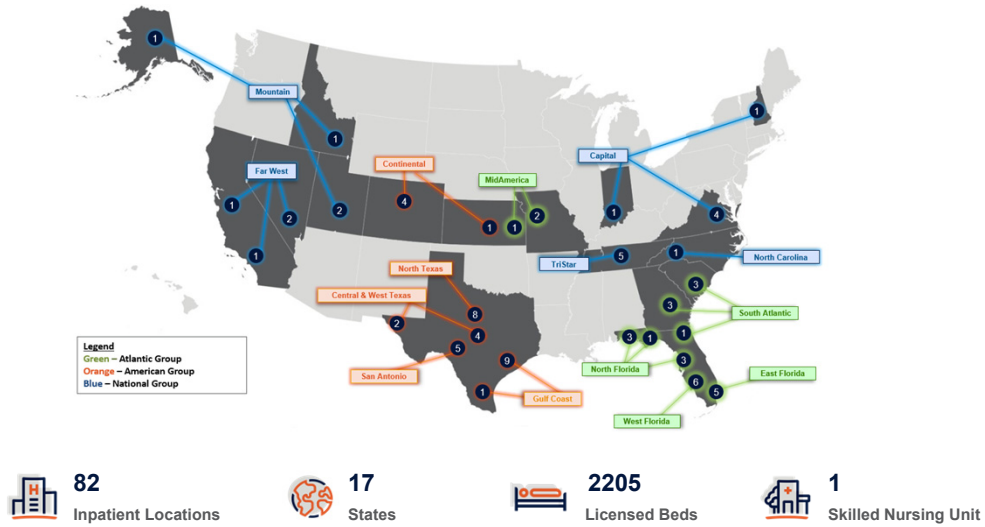 1
Mountain
1
Capital
1
Far West
Continental
MidAmerica
1
2
2
4
1
1
2
1
4
1
TriStar
5
1
North Carolina
North Texas
Central & West Texas
2
8
4
5
9
San Antonio
1
Gulf Coast
3
3
South Atlantic
1
3
1
3
North Florida
6
5
East Florida
West Florida
Legend
Green – Atlantic Group
Orange – American Group
Blue – National Group
82
Inpatient Locations
17
States
2205
Licensed Beds
1
Skilled Nursing Unit
H